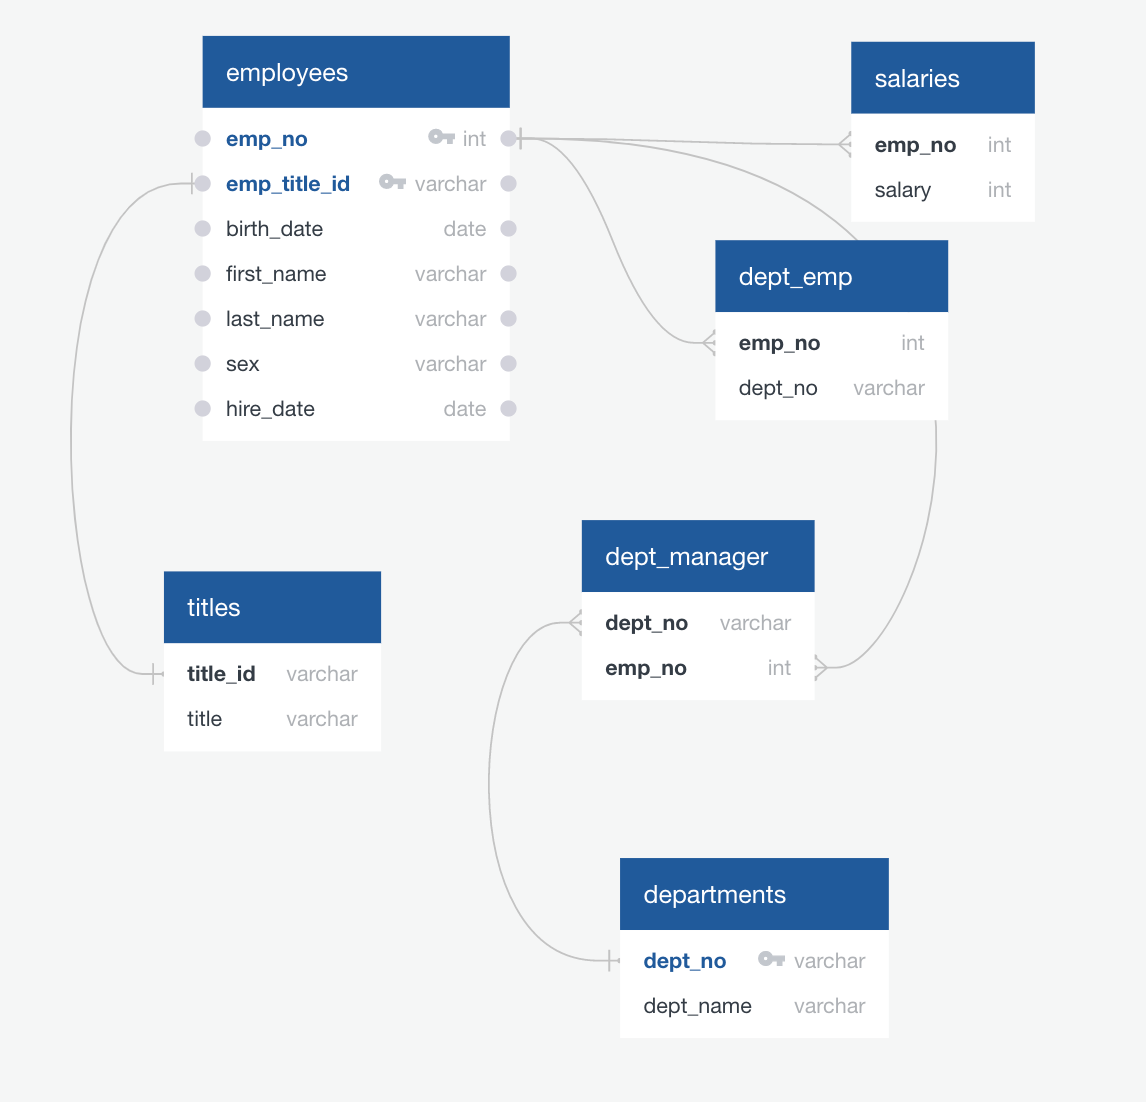 employees
emp_no int
emp_title_id varchar
birth_date date
first_name varchar
last_name varchar
sex varchar
hire_date date
salaries
emp_no int
salary int
dept_emp
emp_no int
dept_no varchar
dept_manager
dept_no varchar
emp_no int
titles
title_id varchar
title varchar
departments
dept_no varchar
dept_name varchar